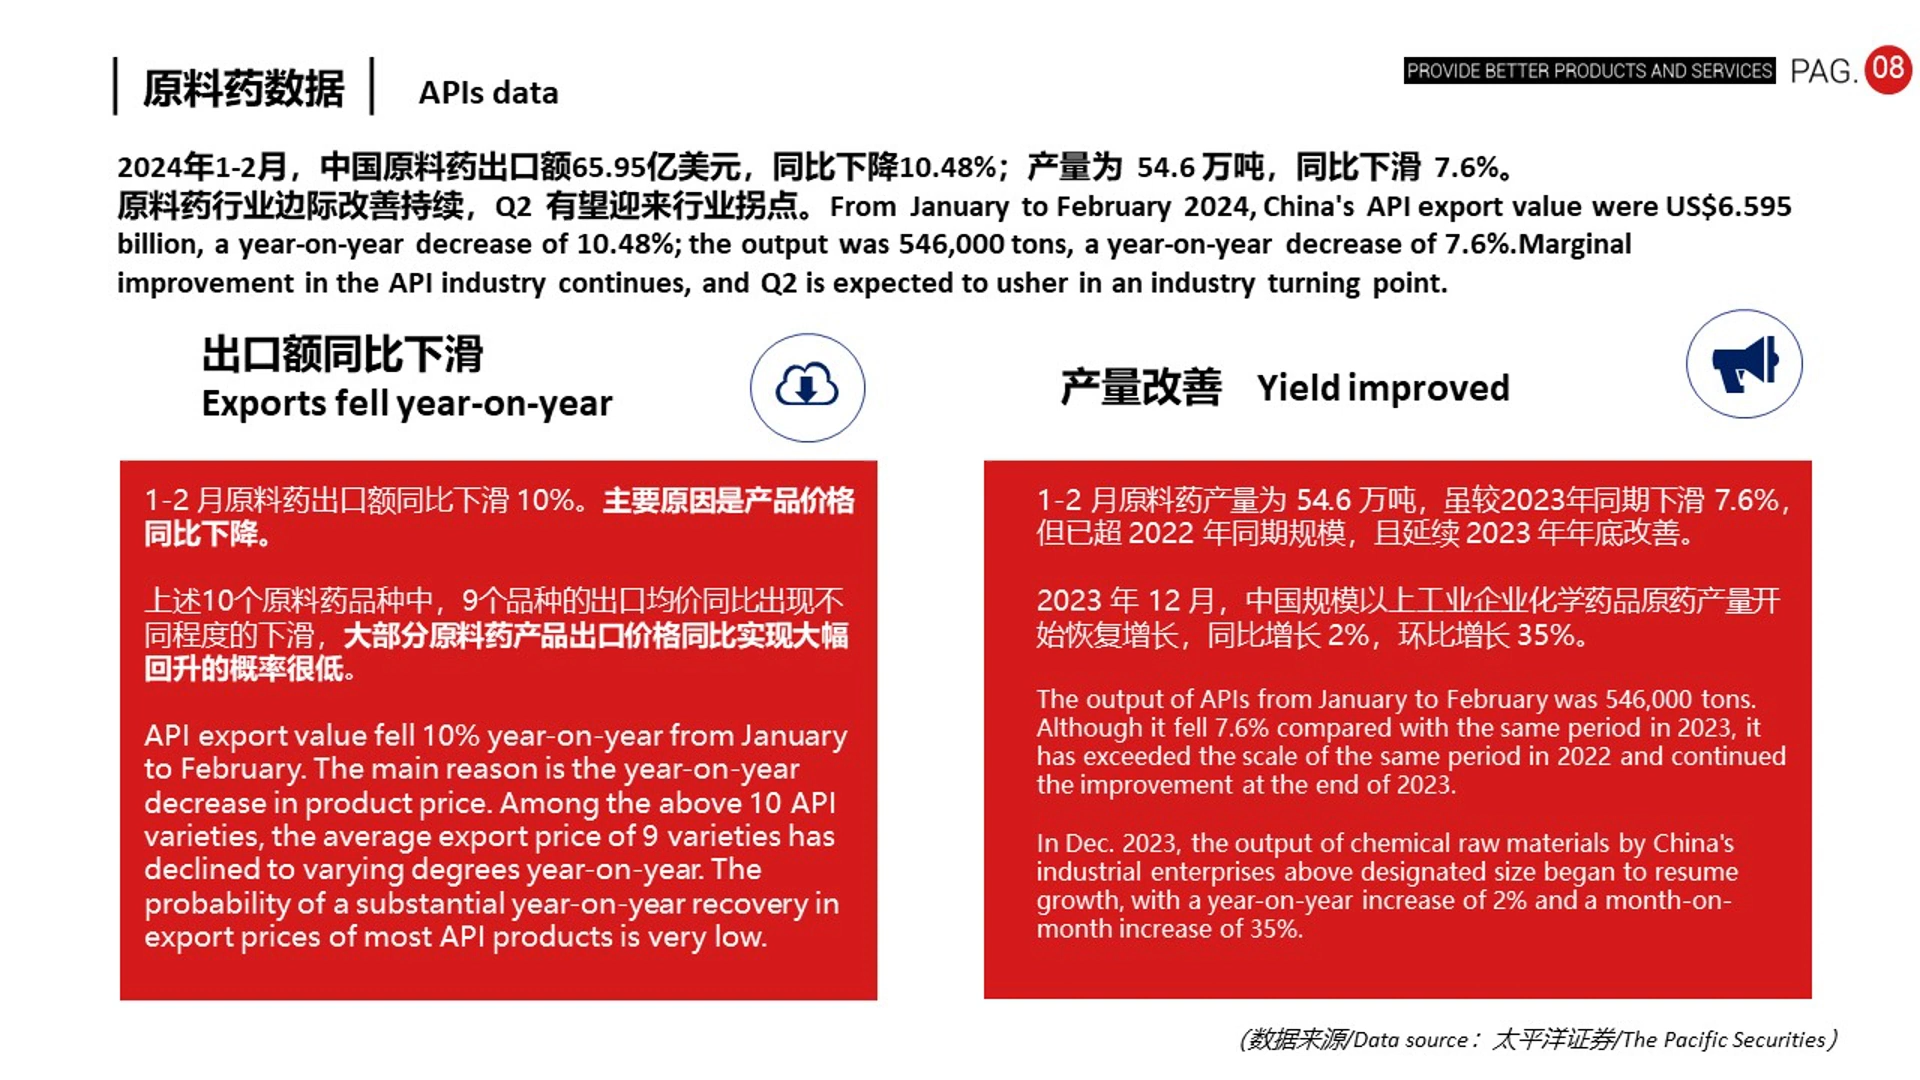 原料药数据 APIs data
PROVIDE BETTER PRODUCTS AND SERVICES PAG. 08
2024年1-2月，中国原料药出口额65.95亿美元，同比下降10.48%；产量为 54.6 万吨，同比下滑 7.6%。
原料药行业边际改善持续，Q2 有望迎来行业拐点。From January to February 2024, China's API export value were US$6.595
billion, a year-on-year decrease of 10.48%; the output was 546,000 tons, a year-on-year decrease of 7.6%.Marginal
improvement in the API industry continues, and Q2 is expected to usher in an industry turning point.
出口额同比下滑
Exports fell year-on-year
1-2 月原料药出口额同比下滑 10%。主要原因是产品价格
同比下降。
上述10个原料药品种中，9个品种的出口均价同比出现不
同程度的下滑，大部分原料药产品出口价格同比实现大幅
回升的概率很低。
API export value fell 10% year-on-year from January
to February. The main reason is the year-on-year
decrease in product price. Among the above 10 API
varieties, the average export price of 9 varieties has
declined to varying degrees year-on-year. The
probability of a substantial year-on-year recovery in
export prices of most API products is very low.
产量改善 Yield improved
1-2 月原料药产量为 54.6 万吨，虽较2023年同期下滑 7.6%，
但已超 2022 年同期规模，且延续 2023 年年底改善。
2023 年 12 月，中国规模以上工业企业化学药品原药产量开
始恢复增长，同比增长 2%，环比增长 35%。
The output of APIs from January to February was 546,000 tons.
Although it fell 7.6% compared with the same period in 2023, it
has exceeded the scale of the same period in 2022 and continued
the improvement at the end of 2023.
In Dec. 2023, the output of chemical raw materials by China's
industrial enterprises above designated size began to resume
growth, with a year-on-year increase of 2% and a month-on-
month increase of 35%.
（数据来源/Data source：太平洋证券/The Pacific Securities）